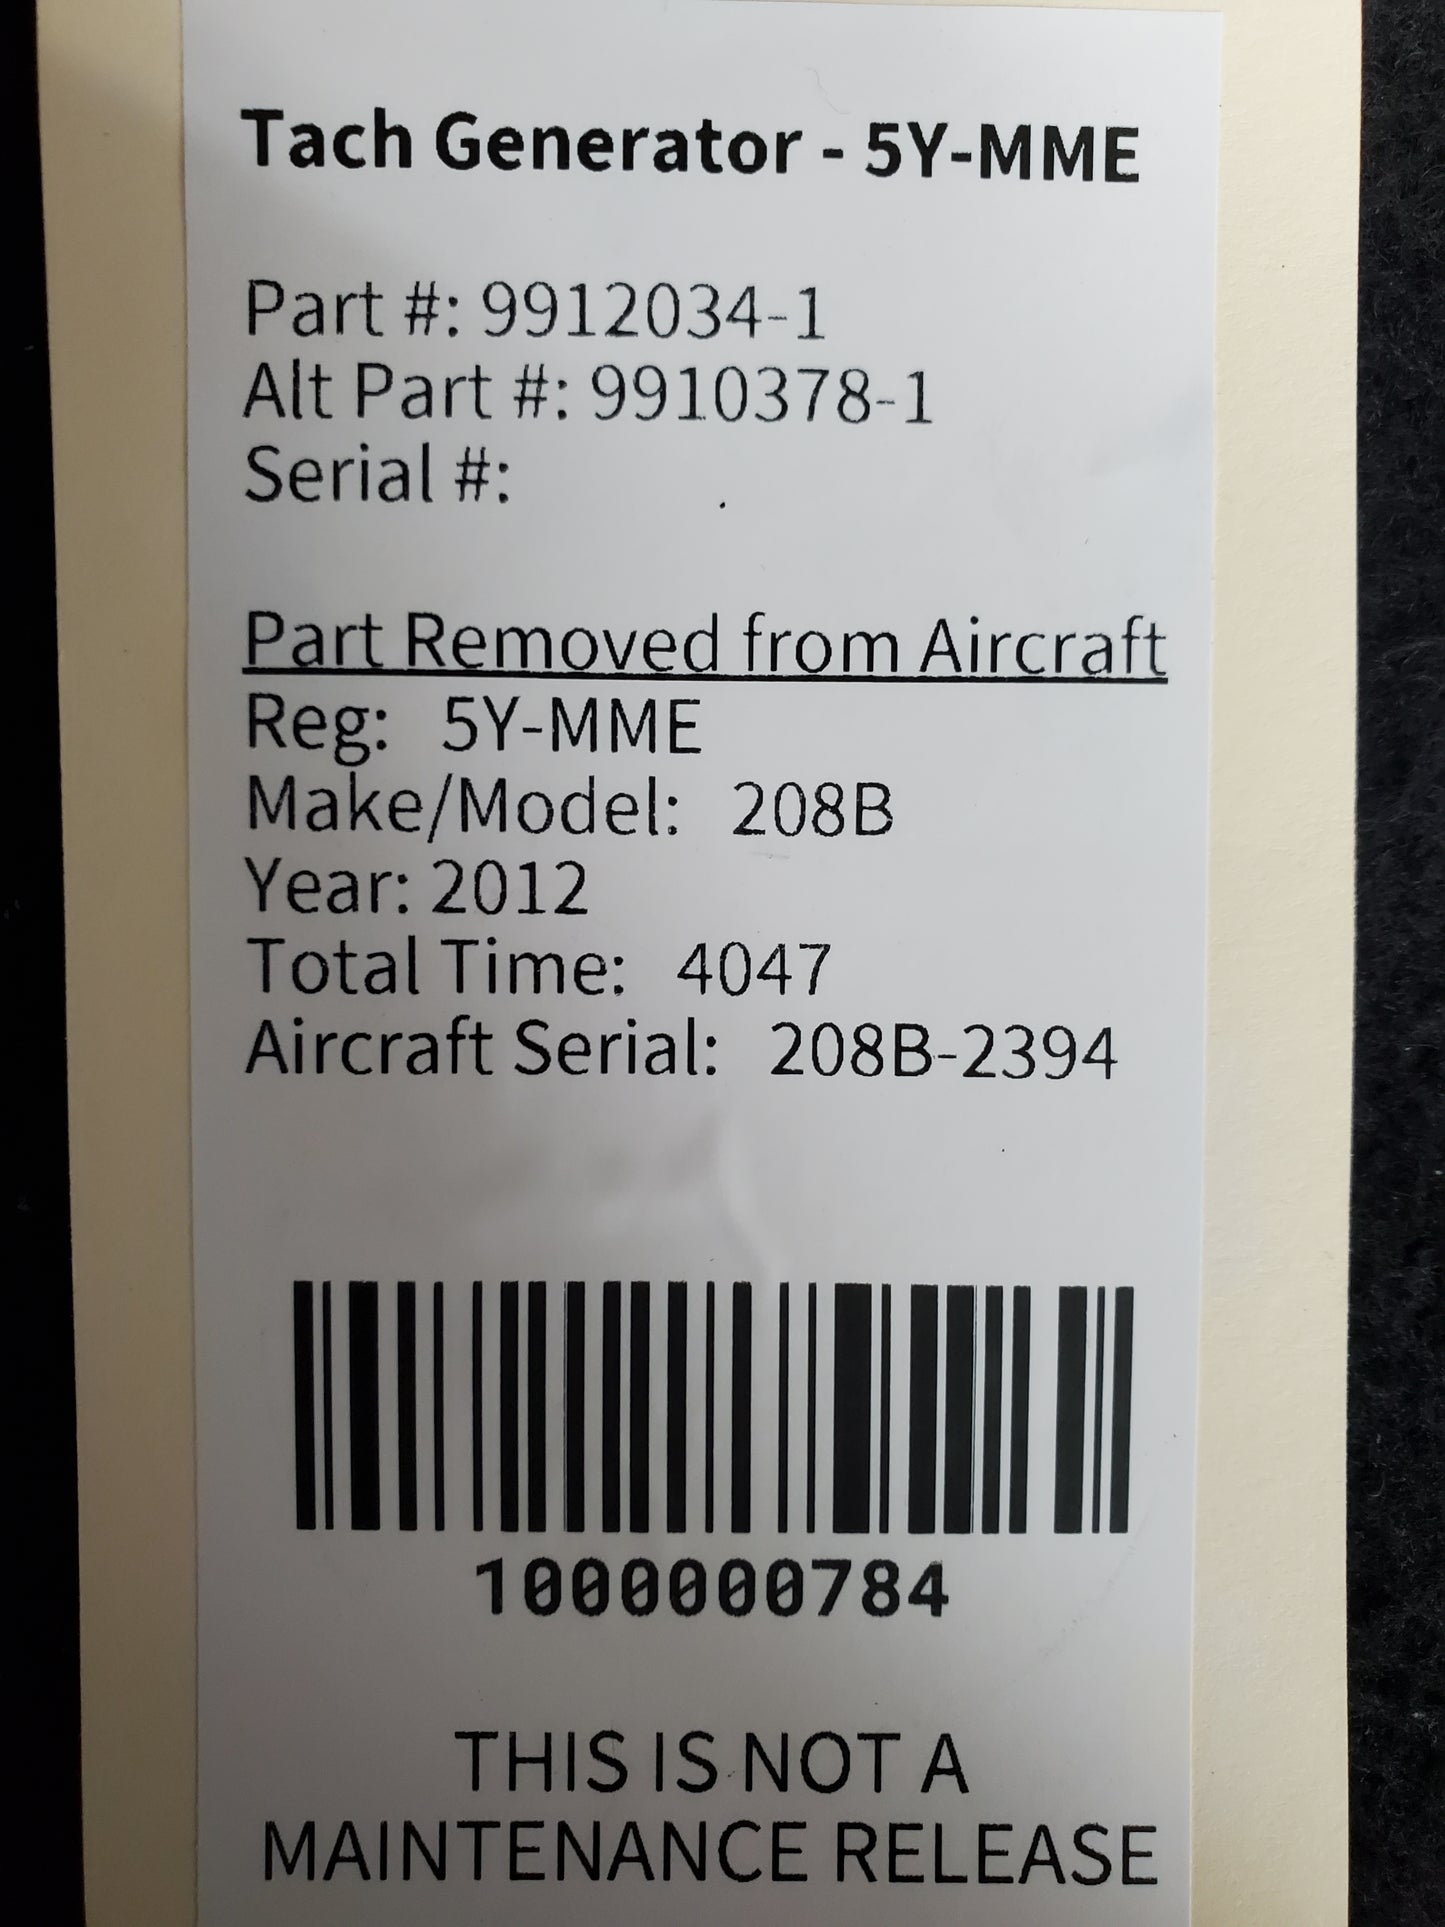 Tach Generator - 5Y-MME
Part #: 9912034-1
Alt Part #: 9910378-1
Serial #:
Part Removed from Aircraft
Reg: 5Y-MME
Make/Model: 208B
Year: 2012
Total Time: 4047
Aircraft Serial: 208B-2394
1000000784
THIS IS NOT A
MAINTENANCE RELEASE